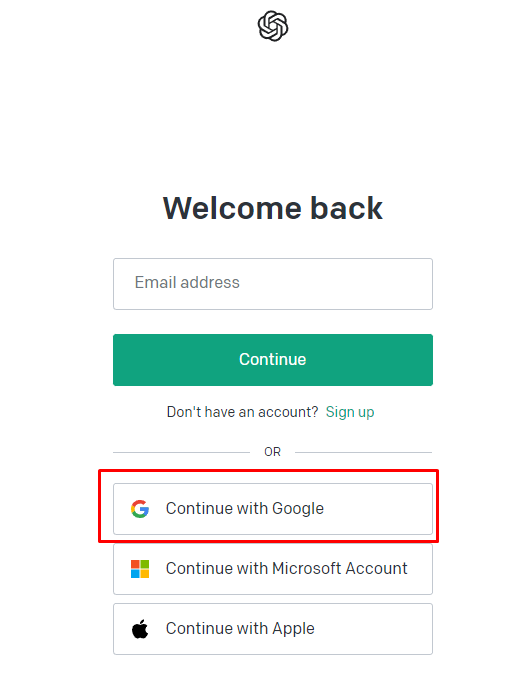 Welcome back
Email address
Continue
Don't have an account? Sign up
OR
Continue with Google
Continue with Microsoft Account
Continue with Apple